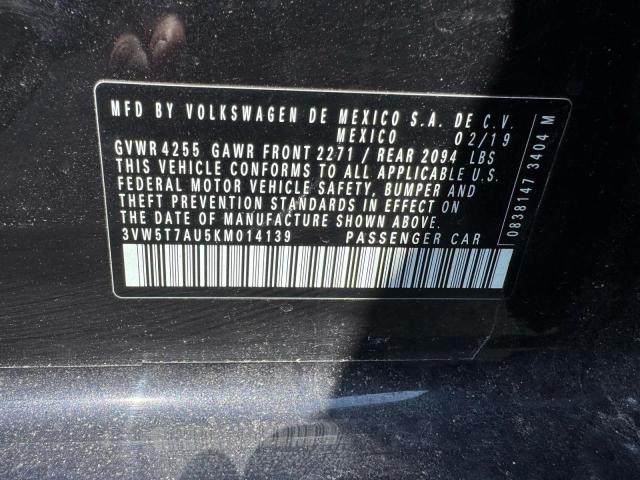 MFD BY VOLKSWAGEN DE MEXICO S.A. DE C.V.
MEXICO 02/19
GVWR 4255 GAWR FRONT 2271 / REAR 2094 LBS
THIS VEHICLE CONFORMS TO ALL APPLICABLE U.S.
FEDERAL MOTOR VEHICLE SAFETY, BUMPER AND
THEFT PREVENTION STANDARDS IN EFFECT ON
THE DATE OF MANUFACTURE SHOWN ABOVE.
3VW5T7AU5KM014139 PASSENGER CAR
0838147 3404 M